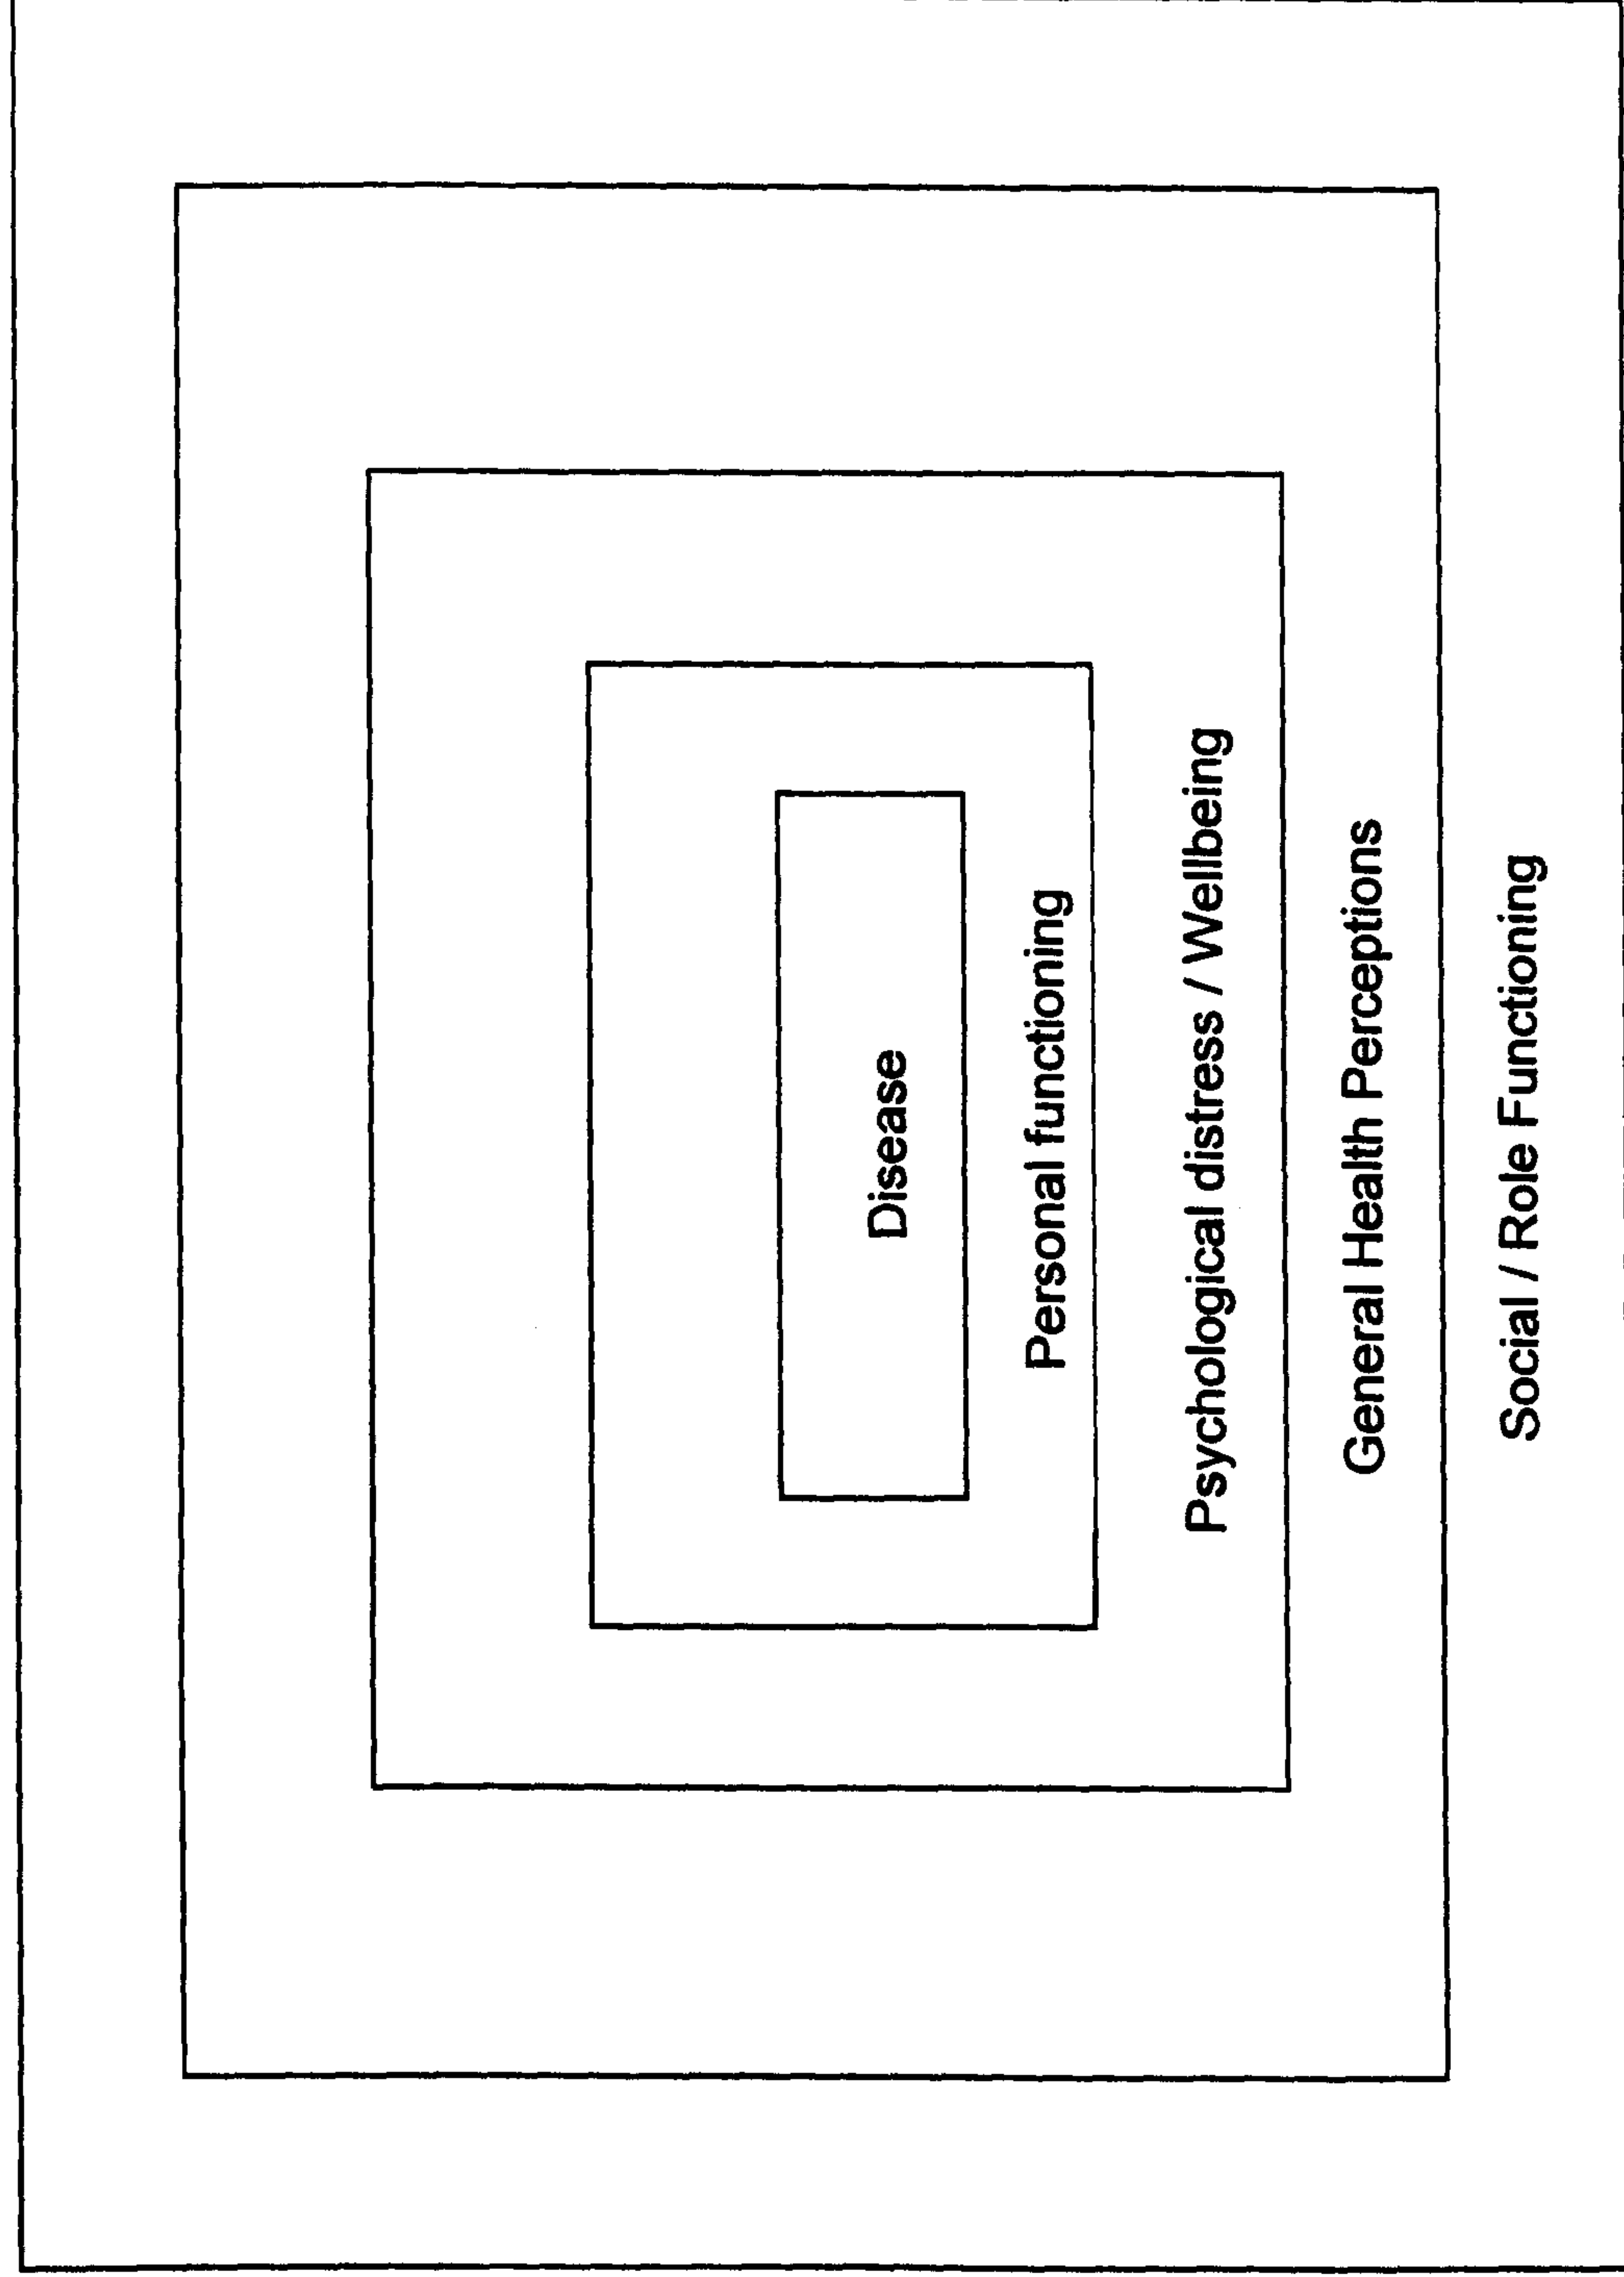 Disease
Personal functioning
Psychological distress / Wellbeing
General Health Perceptions
Social / Role Functioning